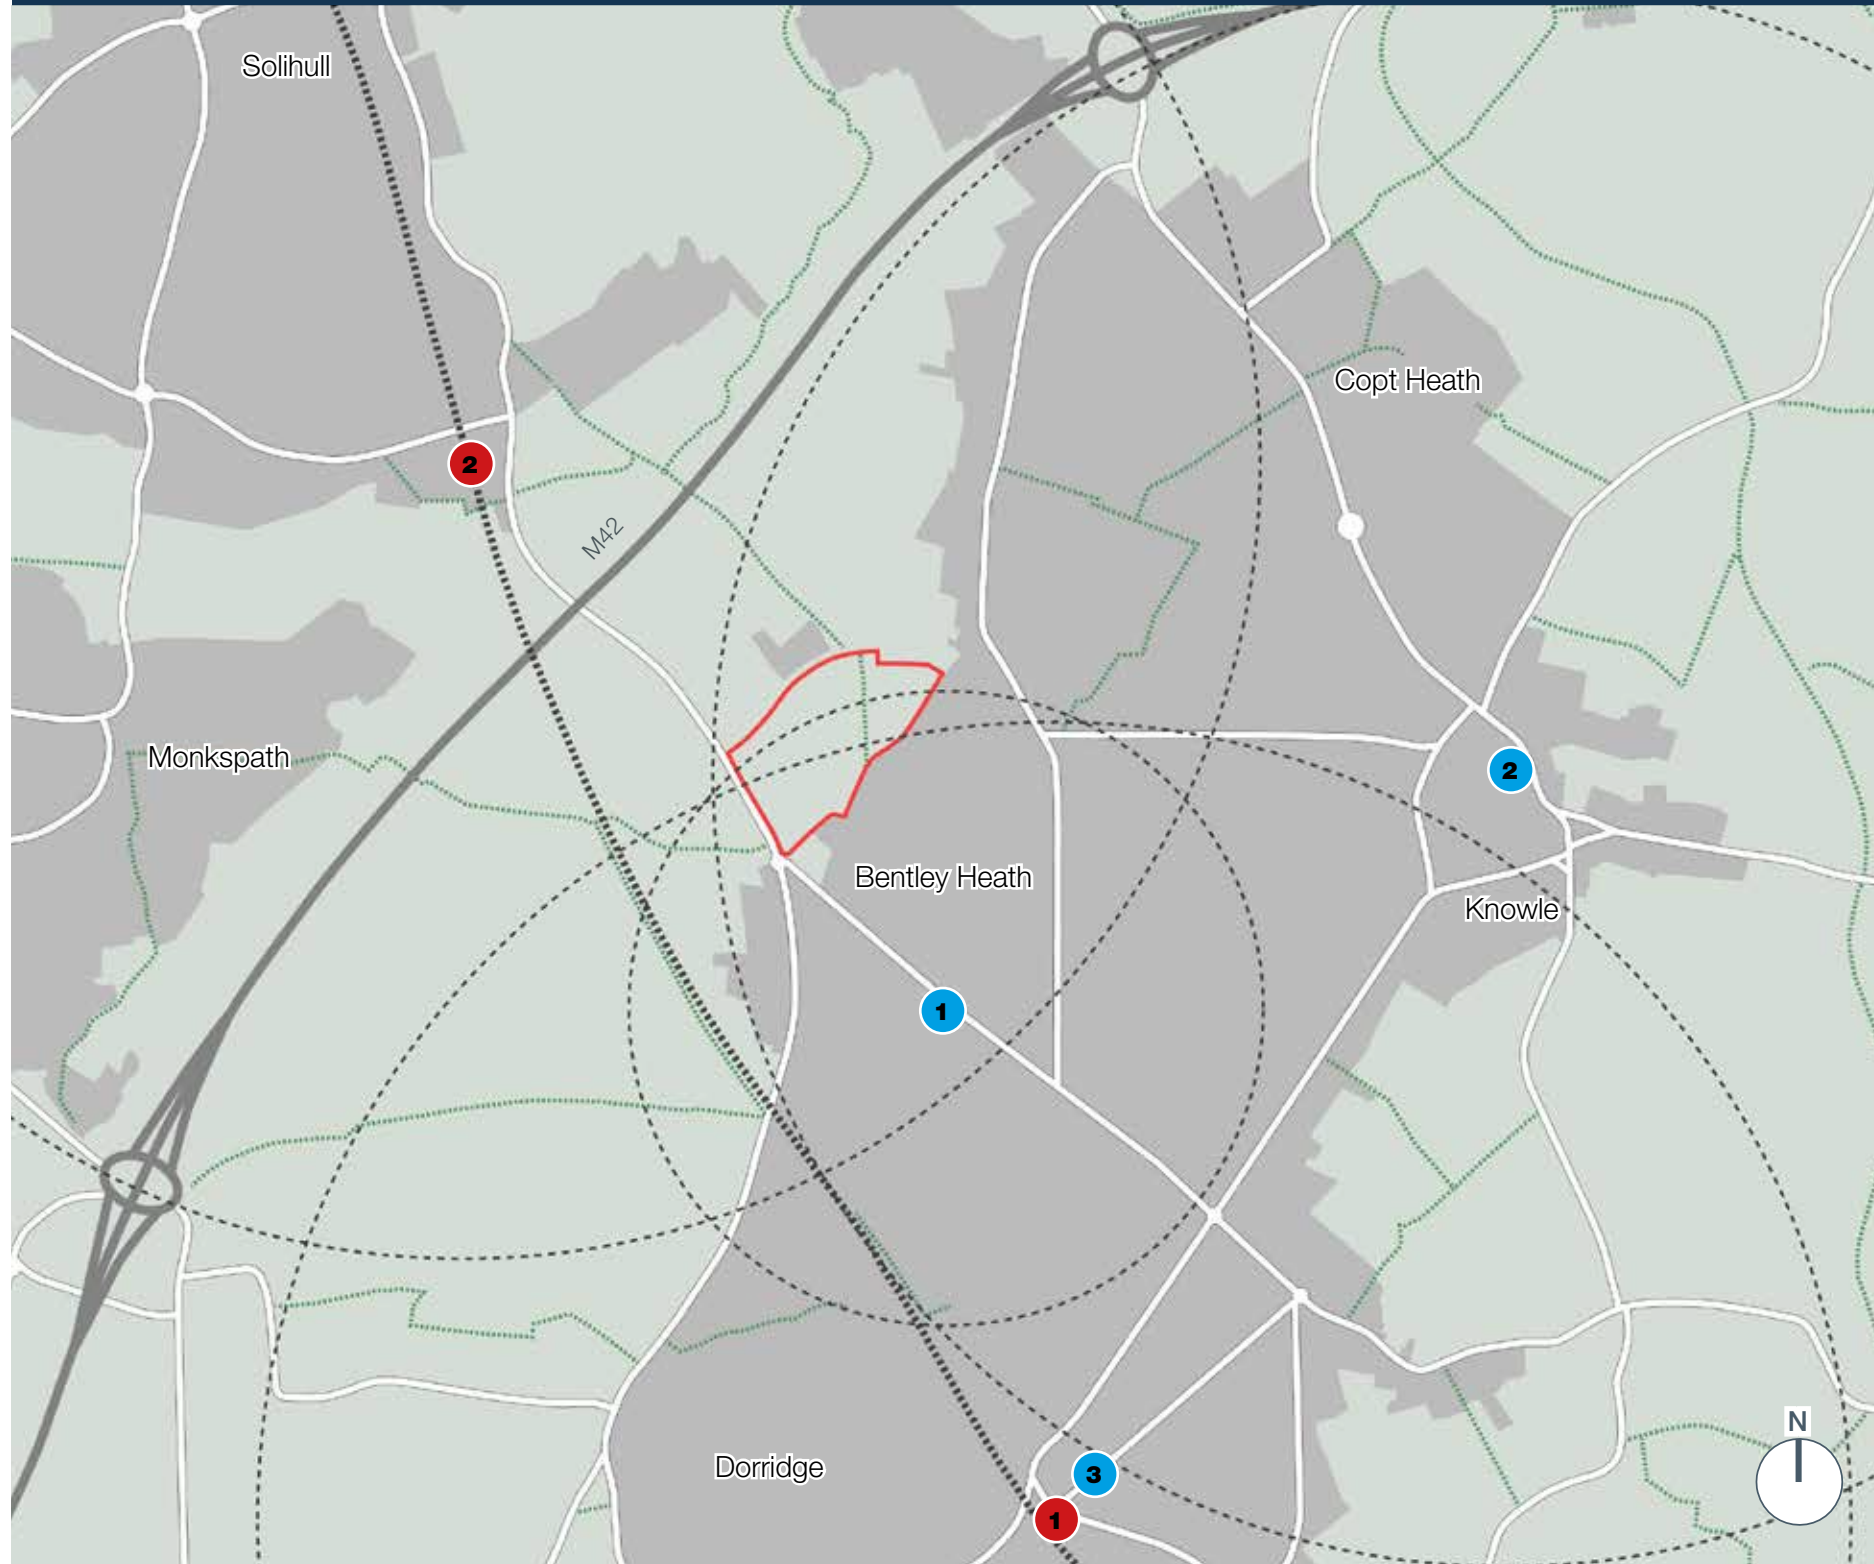 Solihull
Copt Heath
2
M42
Monkspath
2
Bentley Heath
Knowle
1
N
Dorridge
3
1